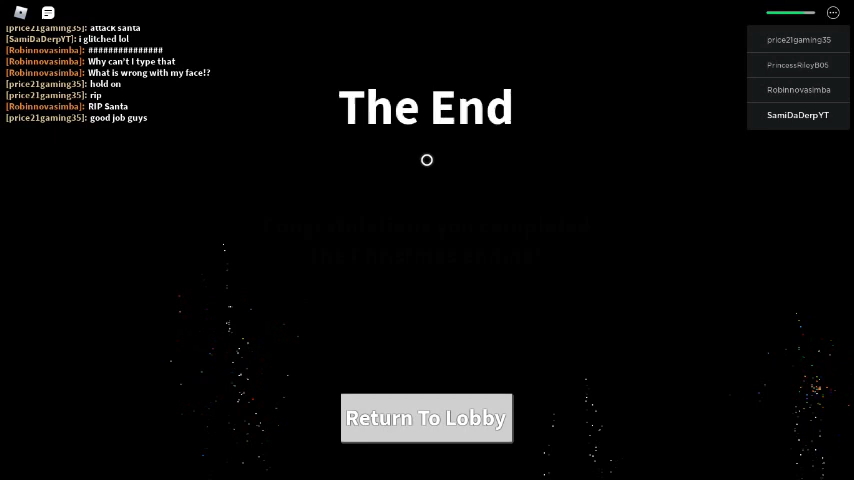 [price21gaming35]: attack santa
[SamiDaDerpYT]: i glitched lol
[Robinnovasimba]: ###############
[Robinnovasimba]: Why can't I type that
[Robinnovasimba]: What is wrong with my face!?
[price21gaming35]: hold on
[price21gaming35]: rip
[Robinnovasimba]: RIP Santa
[price21gaming35]: good job guys
price21gaming35
PrincessRileyB05
Robinnovasimba
SamiDaDerpYT
The End
Return To Lobby